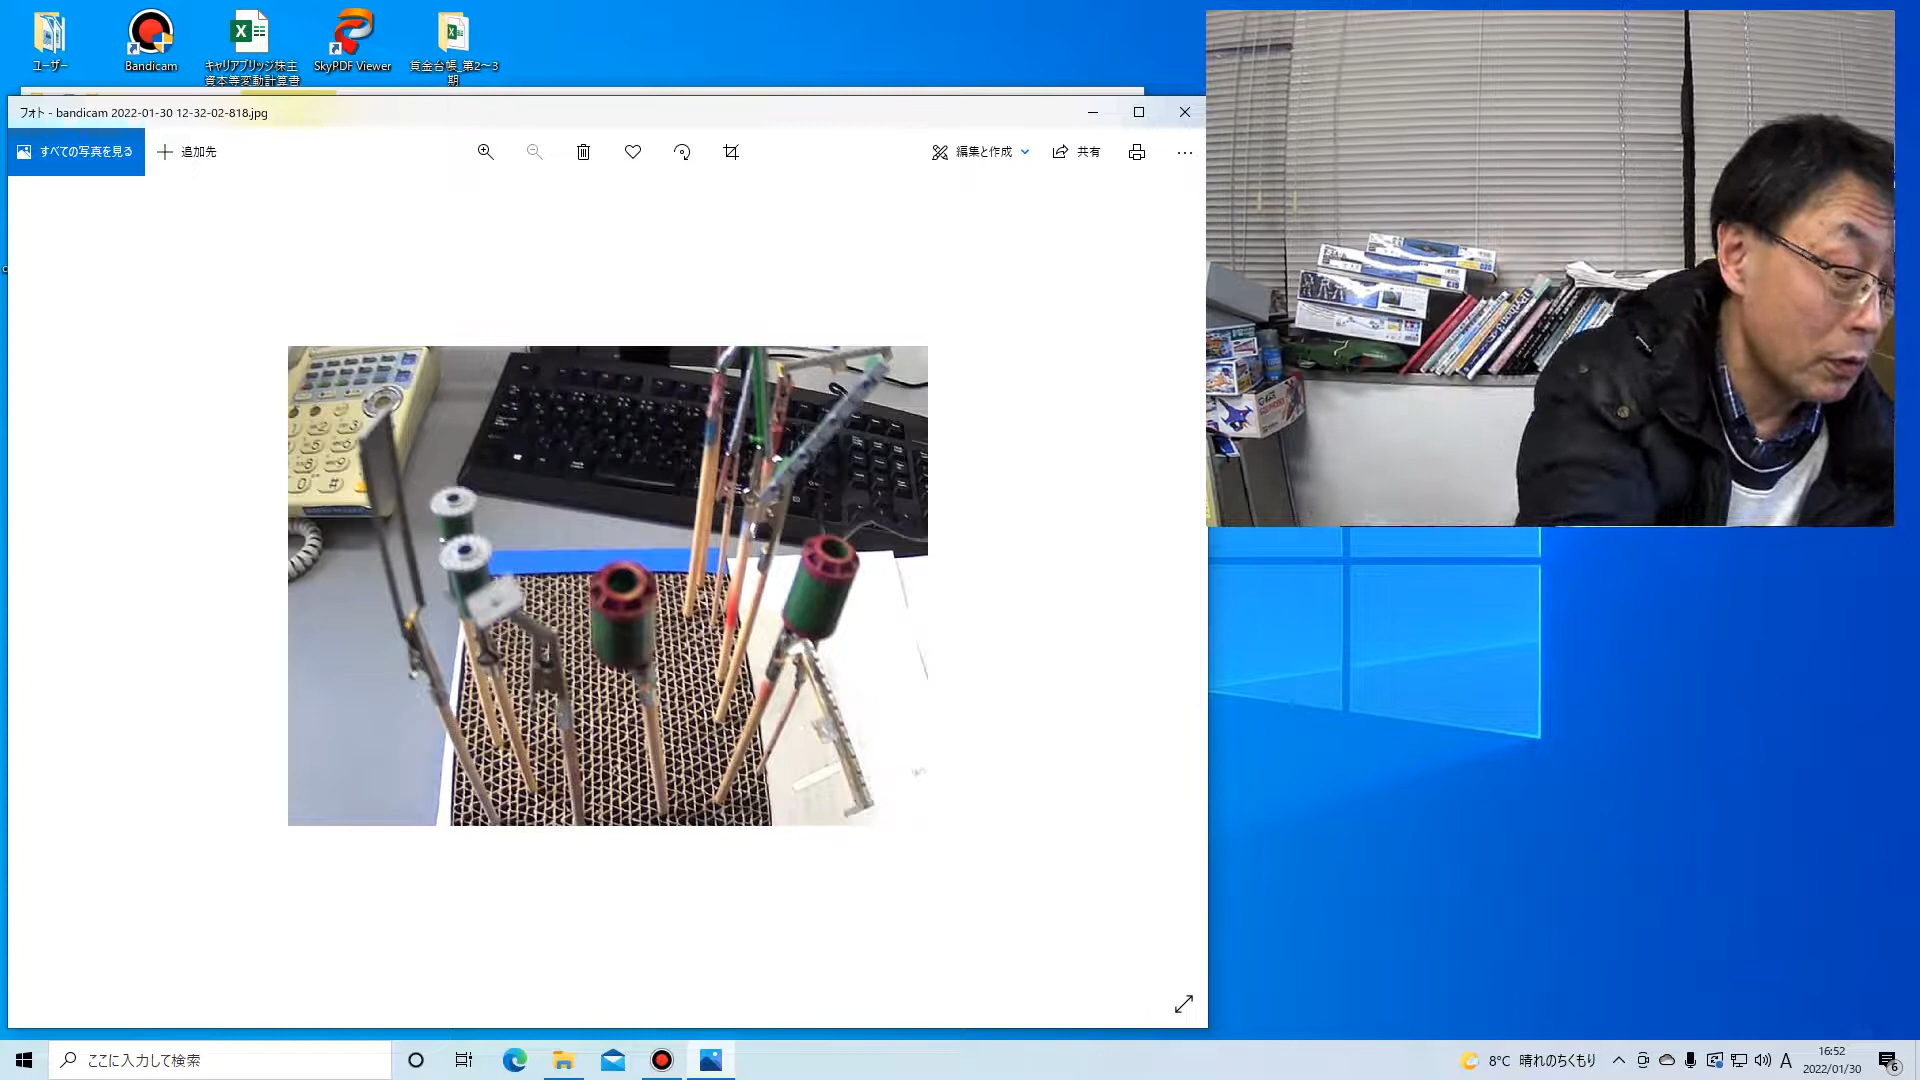 ユーザー
Bandicam
キャリアブリッジ株主
資本等変動計算書
SkyPDF Viewer
賃金台帳_第2～3
期
フォト - bandicam 2022-01-30 12-32-02-818.jpg
すべての写真を見る
追加先
編集と作成
共有
Python
ここに入力して検索
8°C 晴れのちくもり
A
16:52
2022/01/30
6